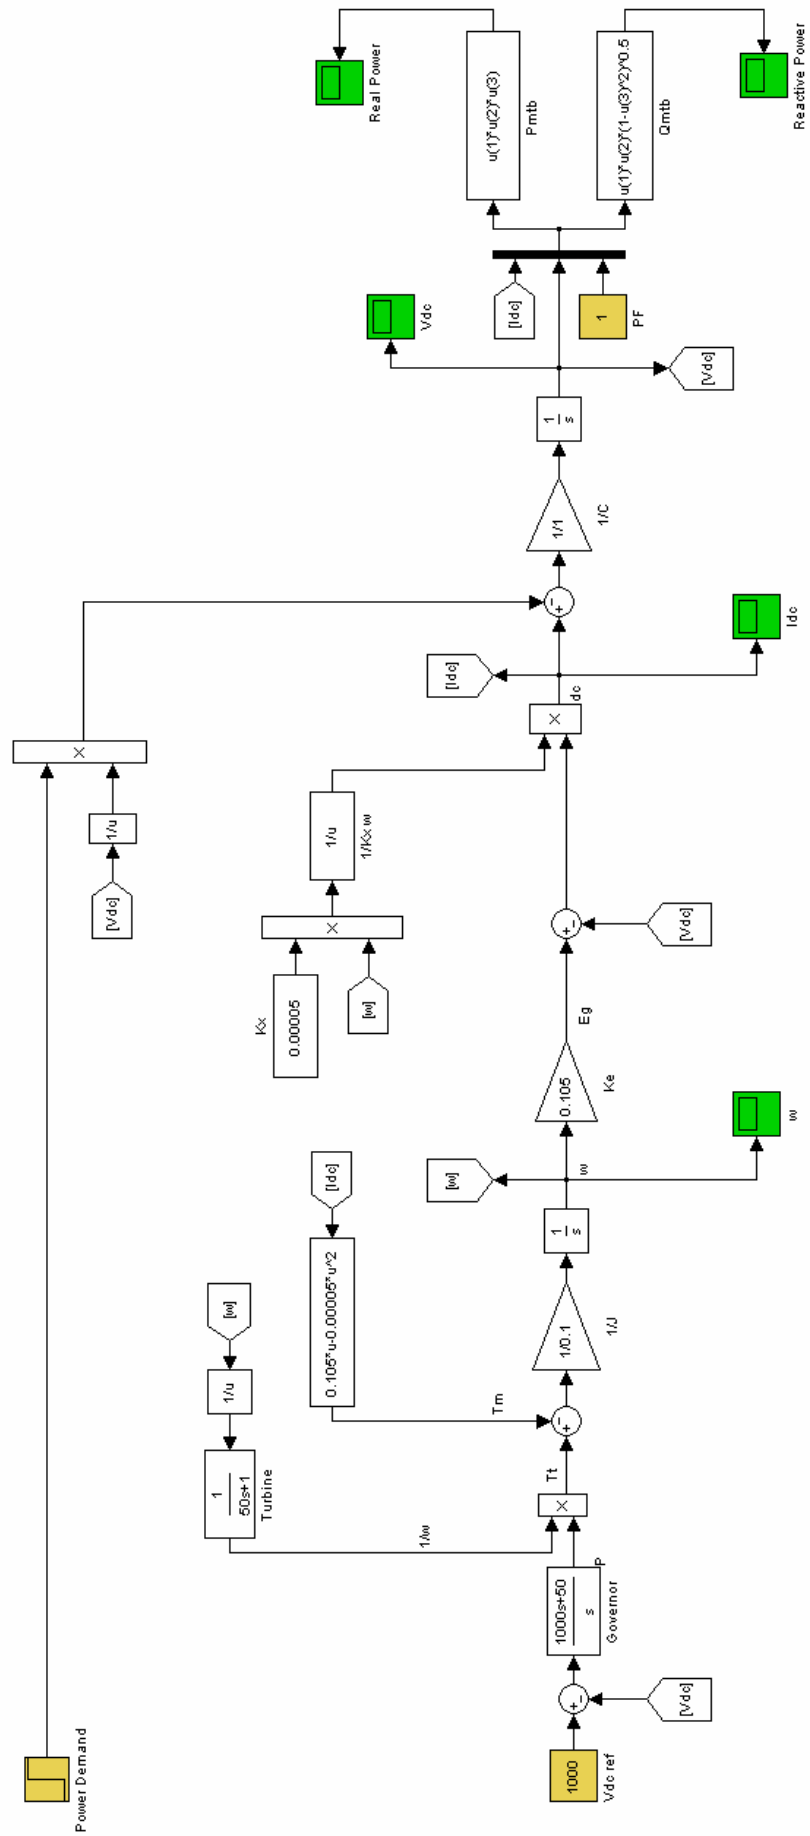 Power Demand
[Vdc]
1/u
×
[w]
1/u
1
50s+1
Turbine
1/w
Kx
0.00005
[w]
×
1/u
1/Kx w
[Idc]
0.105*u-0.00005*u^2
Tm
[w]
[Idc]
Vdc
Real Power
u(1)*u(2)*u(3)
Pmtb
[Idc]
1
PF
1000
Vdc ref
+-
[Vdc]
1000s+50
s
Governor
P
×
Tt
+-
1/0.1
1/J
1
s
w
0.105
Ke
Eg
+-
[Vdc]
×
dc
+-
1/1
1/C
1
s
u(1)*u(2)*(1-u(3)^2)^0.5
Qmtb
[Vdc]
w
Idc
Reactive Power